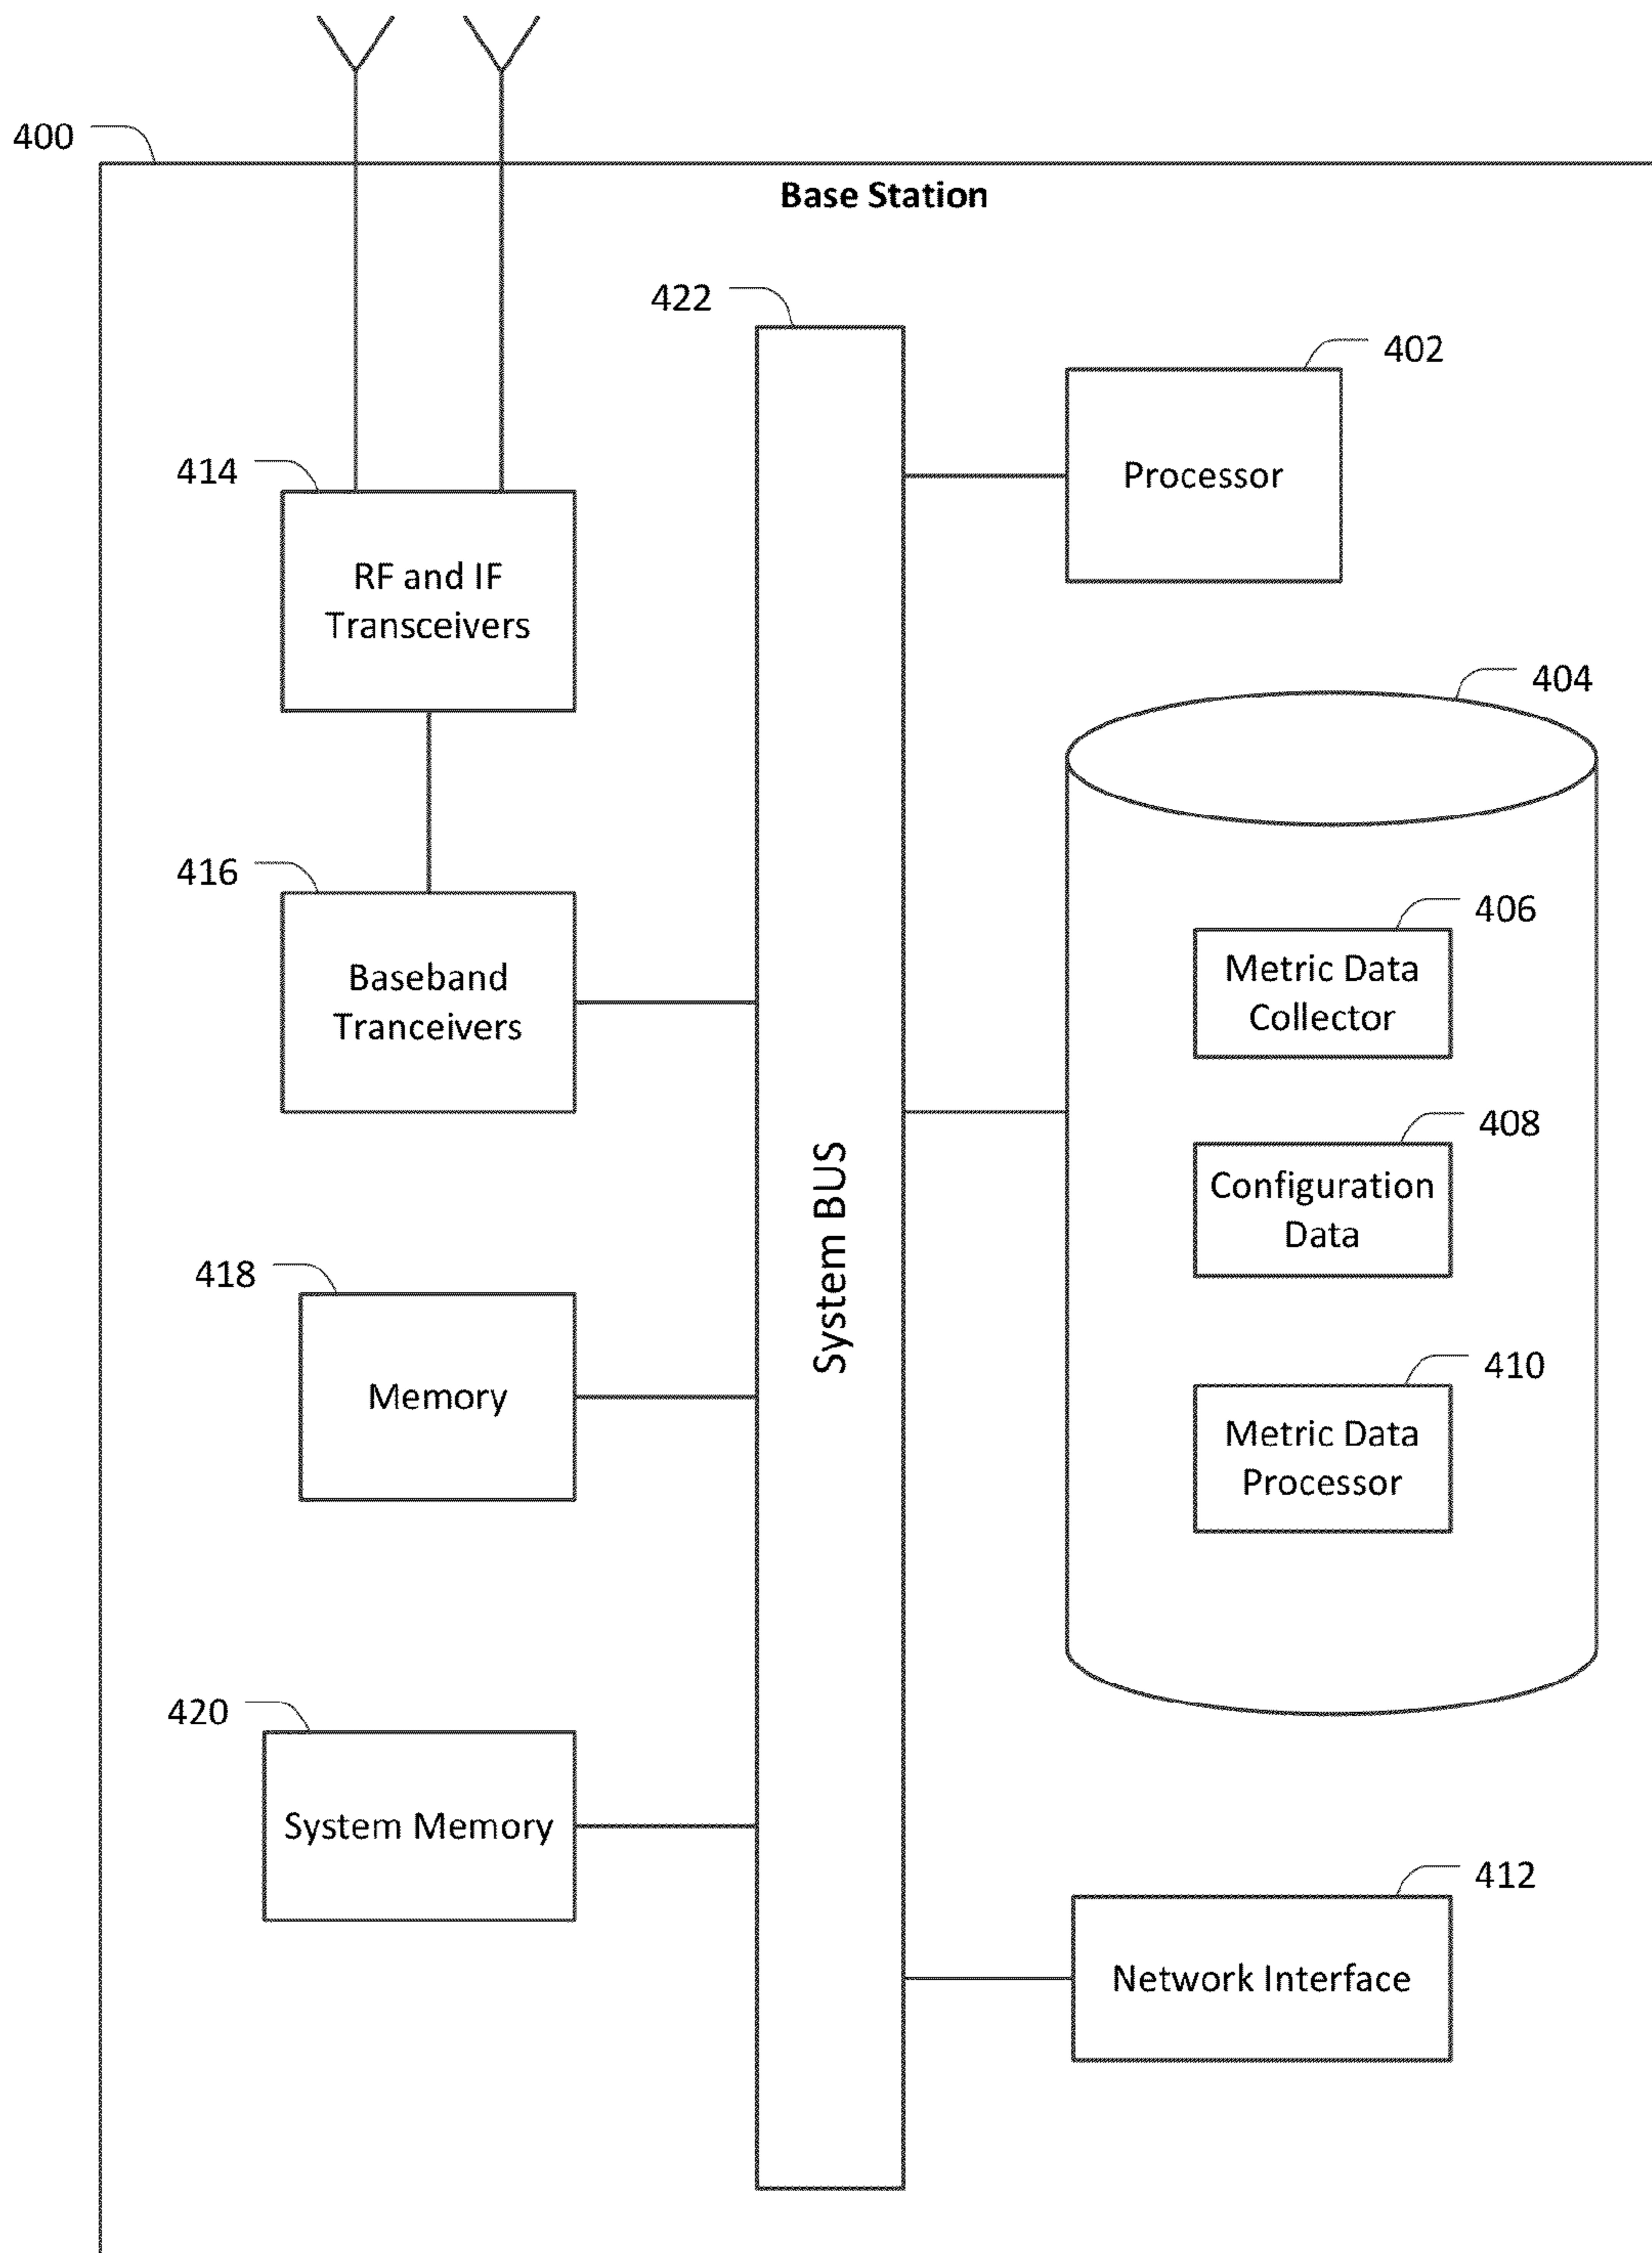 400
Base Station
422
402
Processor
414
RF and IF
Transceivers
404
416
Baseband
Tranceivers
406
Metric Data
Collector
408
Configuration
Data
System BUS
418
Memory
410
Metric Data
Processor
420
System Memory
412
Network Interface